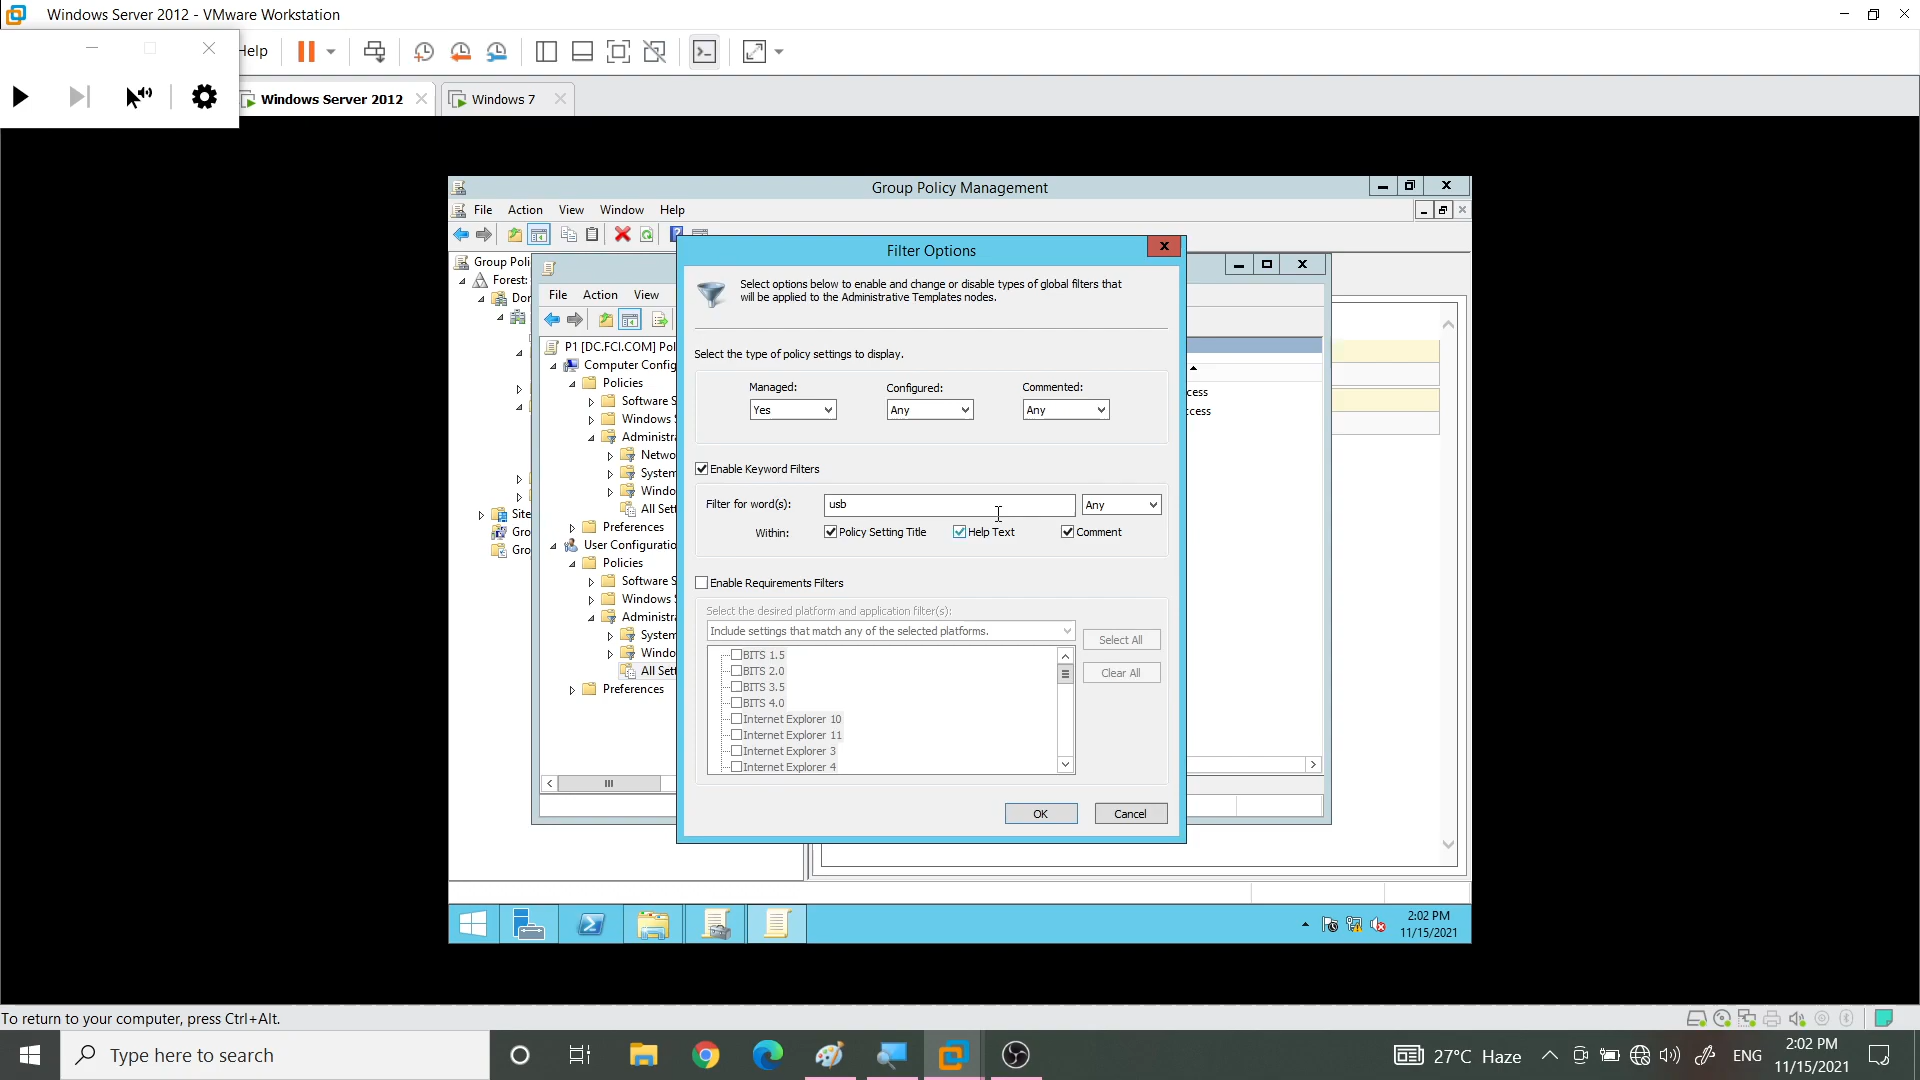 Windows Server 2012 - VMware Workstation
Help
Windows Server 2012
Windows 7
Group Policy Management
File Action View Window Help
Group Poli
Forest:
Dor
Site
Gro
Gro
File Action View
P1 [DC.FCI.COM] Pol
Computer Config
Policies
Software S
Windows S
Administra
Netwo
System
Windo
All Sett
Preferences
User Configuratio
Policies
Software S
Windows S
Administra
System
Windo
All Sett
Preferences
cess
ccess
Filter Options
Select options below to enable and change or disable types of global filters that
will be applied to the Administrative Templates nodes.
Select the type of policy settings to display.
Managed: Configured: Commented:
Yes Any Any
Enable Keyword Filters
Filter for word(s): usb Any
Within: Policy Setting Title Help Text Comment
Enable Requirements Filters
Select the desired platform and application filter(s):
Include settings that match any of the selected platforms.
Select All
Clear All
BITS 1.5
BITS 2.0
BITS 3.5
BITS 4.0
Internet Explorer 10
Internet Explorer 11
Internet Explorer 3
Internet Explorer 4
OK Cancel
2:02 PM
11/15/2021
To return to your computer, press Ctrl+Alt.
Type here to search
27°C Haze
ENG
2:02 PM
11/15/2021